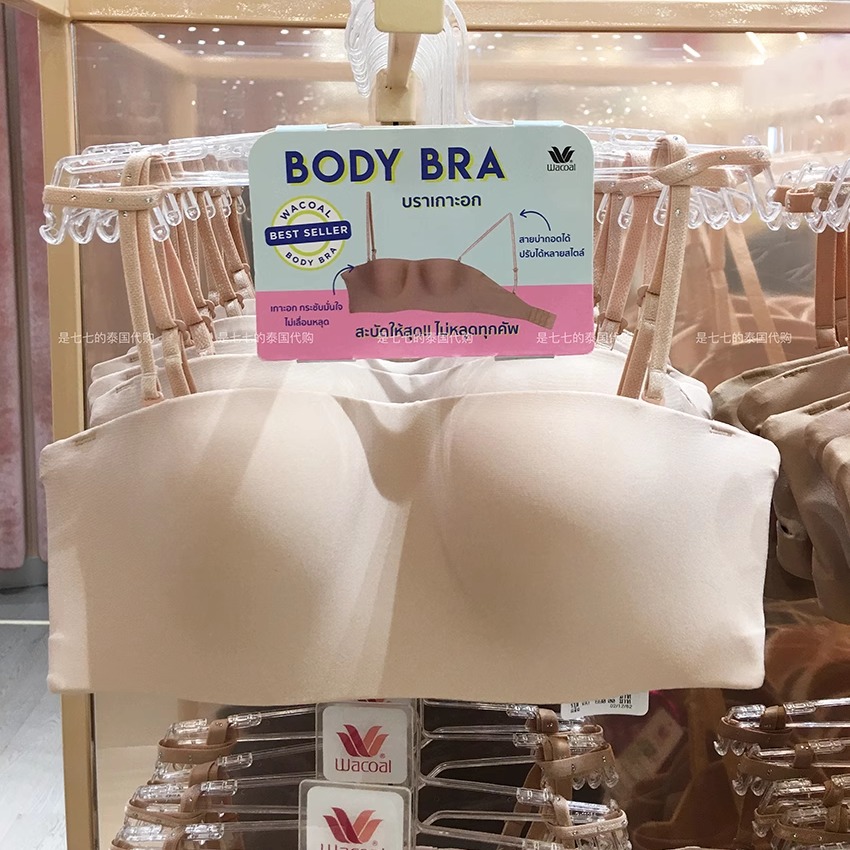 BODY BRA
Wacoal
บราเกาะอก
WACOAL
BEST SELLER
BODY BRA
สายบ่าถอดได้
ปรับได้หลายสไตล์
เกาะอก กระชับมั่นใจ
ไม่เลื่อนหลุด
สะบัดให้สุด!! ไม่หลุดทุกคัพ
是七七的泰国代购 是七七的泰国代购 是七七的泰国代购 是七七的泰国代购
02/12/62
Wacoal
Wacoal